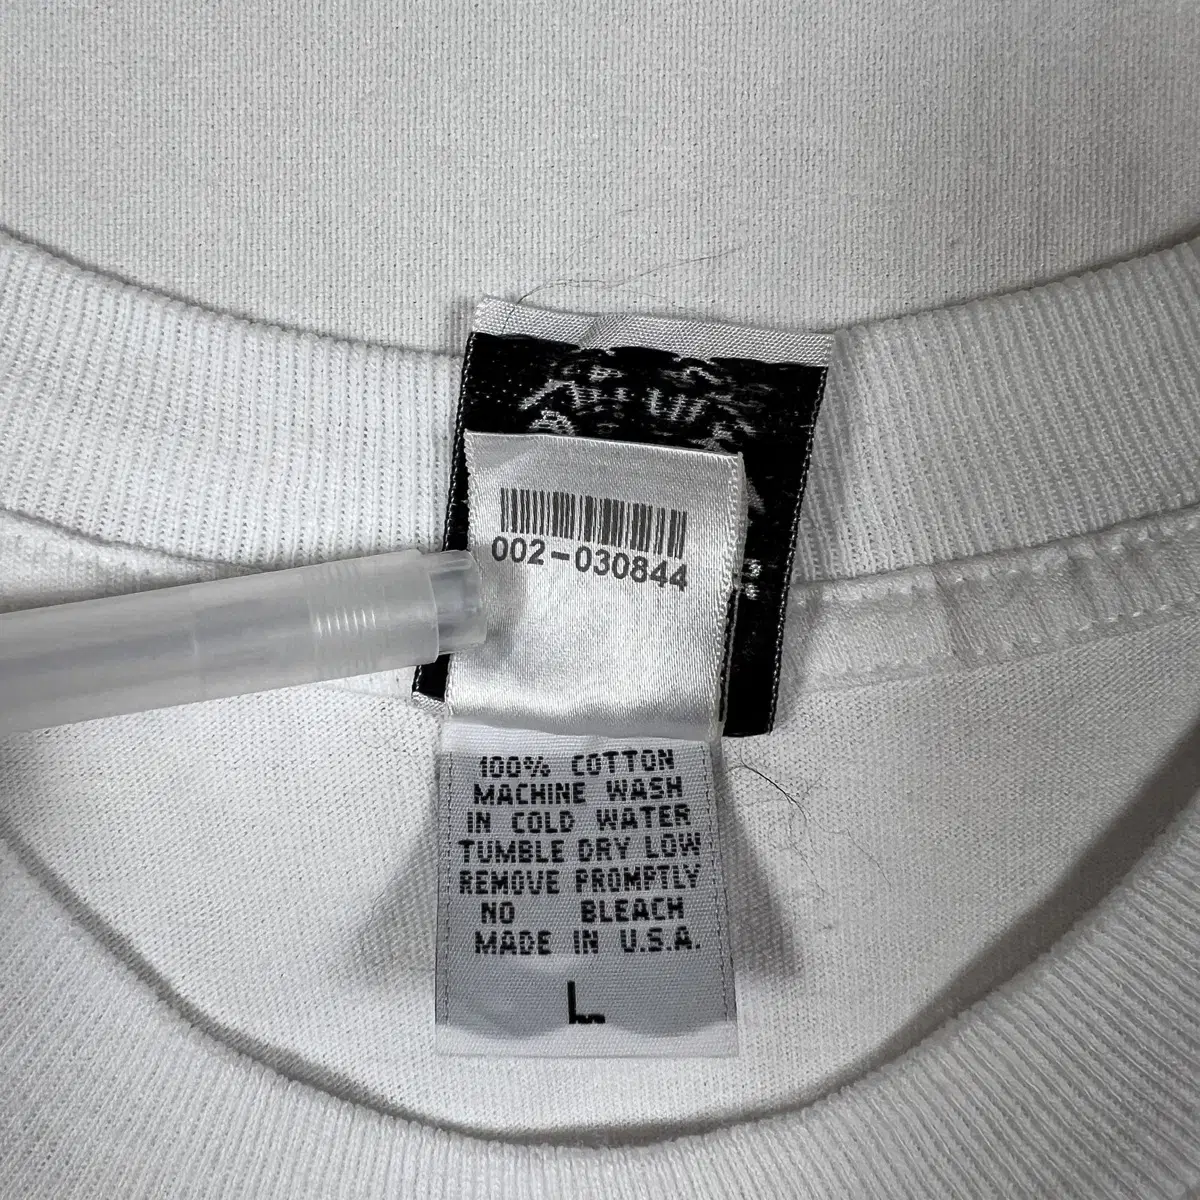 002-030844
100% COTTON
MACHINE WASH
IN COLD WATER
TUMBLE DRY LOW
REMOVE PROMPTLY
NO BLEACH
MADE IN U.S.A.
L